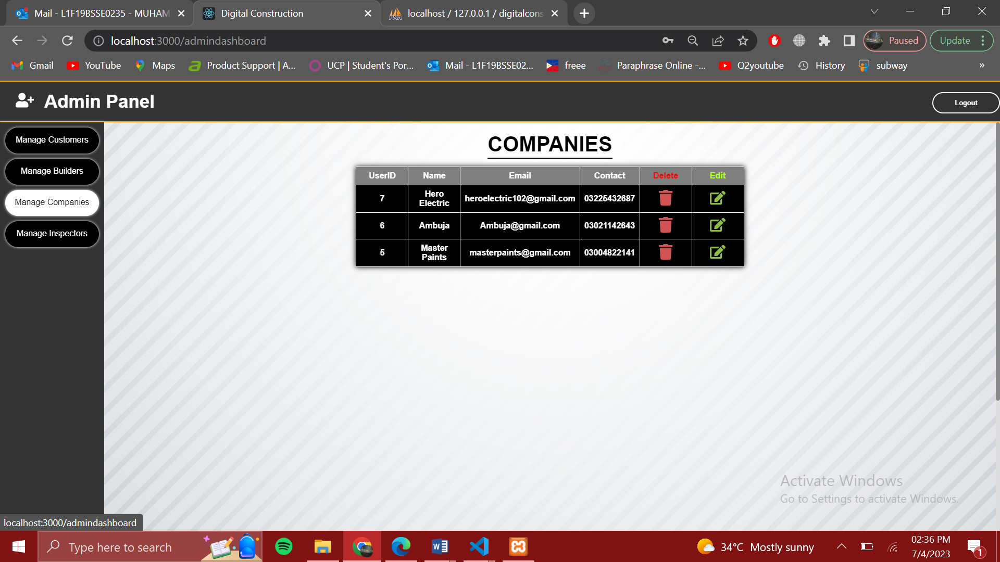 Mail - L1F19BSSE0235 - MUHAM
Digital Construction
localhost / 127.0.0.1 / digitalcons
localhost:3000/admindashboard
Paused
Update
Gmail
YouTube
Maps
Product Support | A...
UCP | Student's Por...
Mail - L1F19BSSE02...
freee
Paraphrase Online -...
Q2youtube
History
subway
»
Admin Panel
Logout
Manage Customers
Manage Builders
Manage Companies
Manage Inspectors
COMPANIES
UserID Name Email Contact Delete Edit
7 Hero Electric heroelectric102@gmail.com 03225432687
6 Ambuja Ambuja@gmail.com 03021142643
5 Master Paints masterpaints@gmail.com 03004822141
Activate Windows
Go to Settings to activate Windows.
localhost:3000/admindashboard
Type here to search
34°C Mostly sunny
02:36 PM
7/4/2023
1